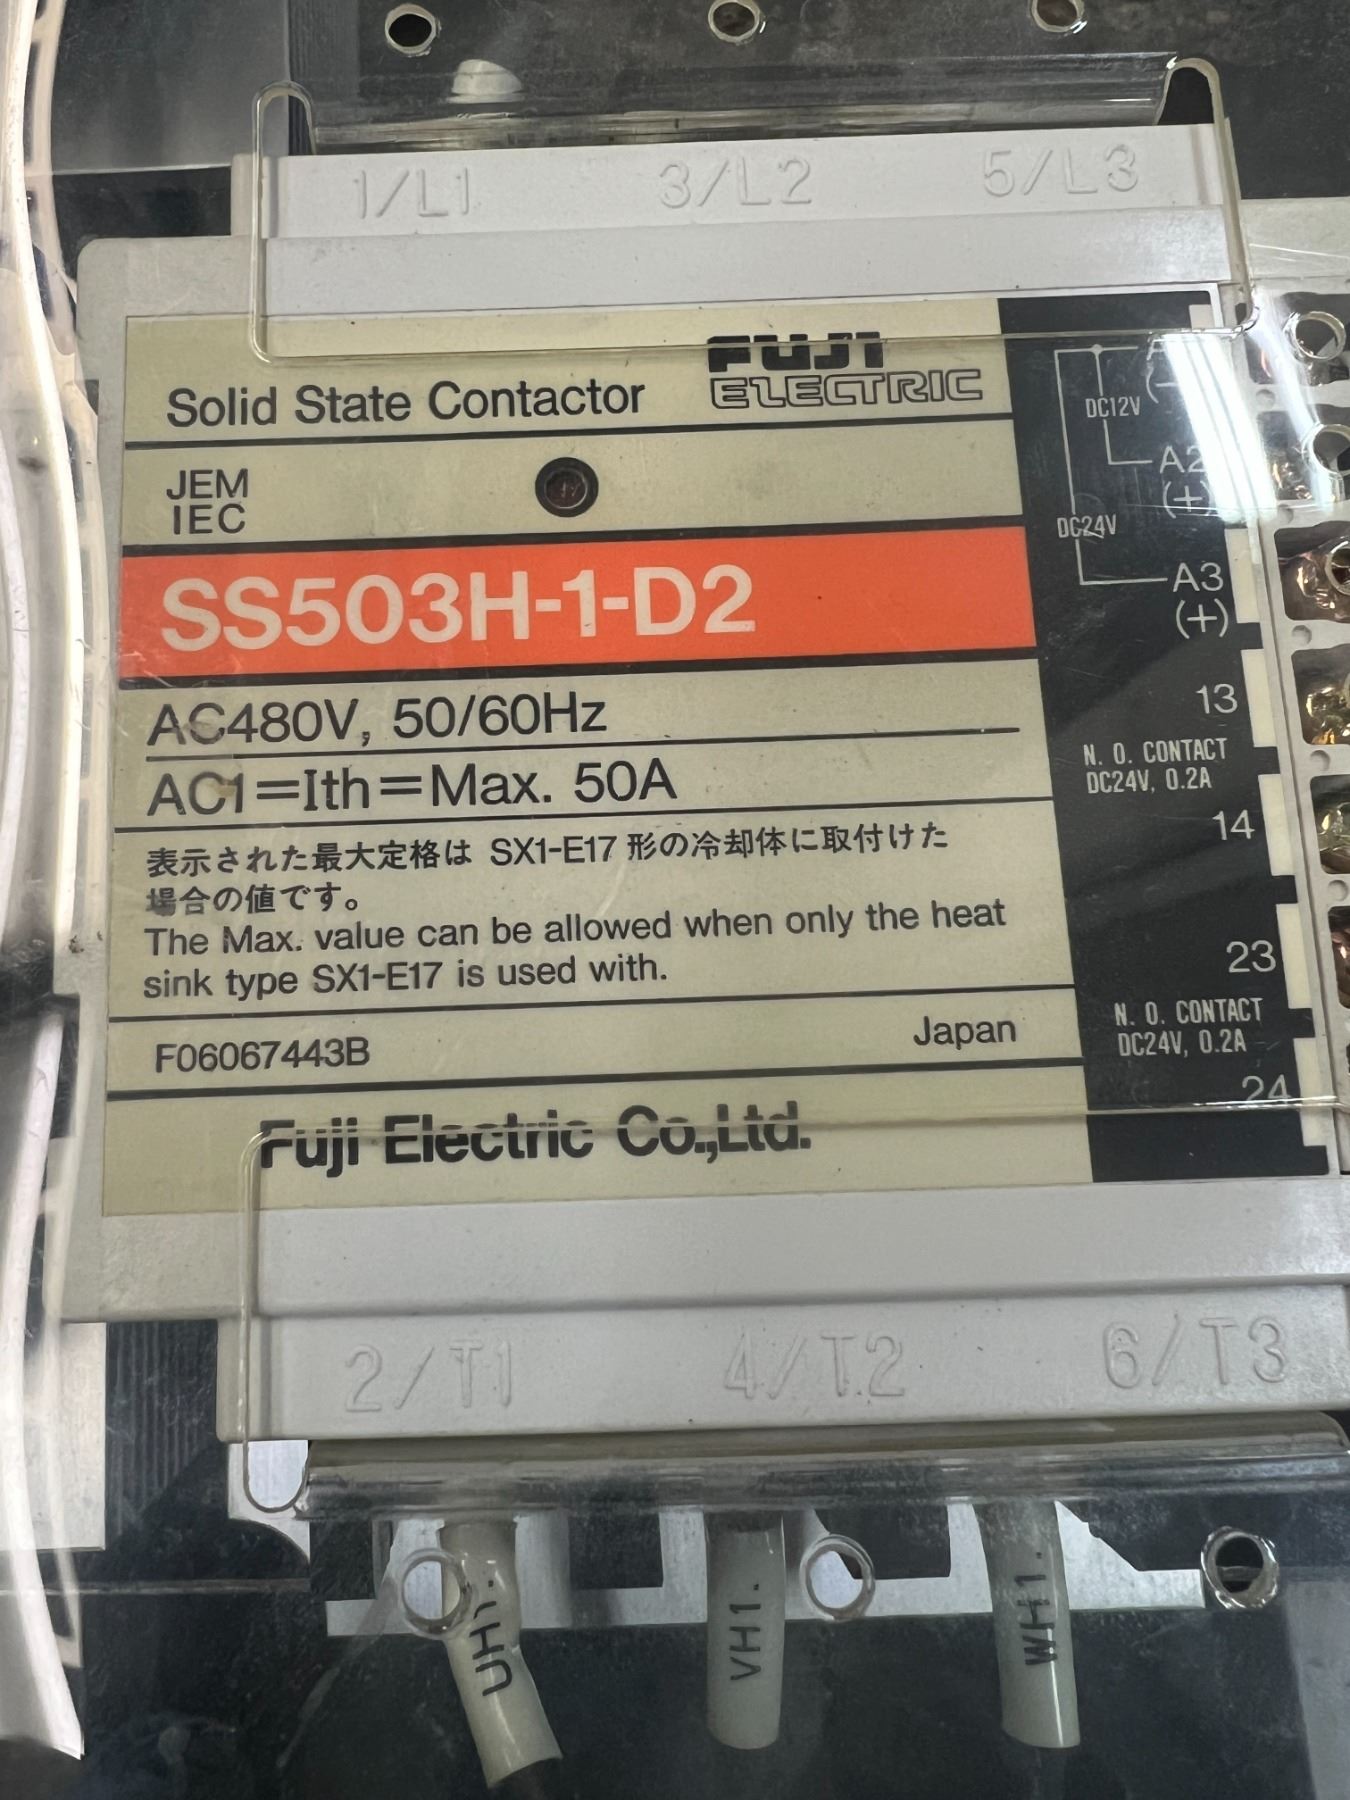 1/L1 3/L2 5/L3
FUJI
ELECTRIC
Solid State Contactor
JEM
IEC
SS503H-1-D2
AC480V, 50/60Hz
AC1=Ith=Max. 50A
表示された最大定格は SX1-E17 形の冷却体に取付けた
場合の値です。
The Max. value can be allowed when only the heat
sink type SX1-E17 is used with.
F06067443B Japan
Fuji Electric Co.,Ltd.
(−)
DC12V
A2
(+)
DC24V
A3
(+)
13
N. O. CONTACT
DC24V, 0.2A
14
23
N. O. CONTACT
DC24V, 0.2A
24
2/T1 4/T2 6/T3
UH1. VH1. WH1.